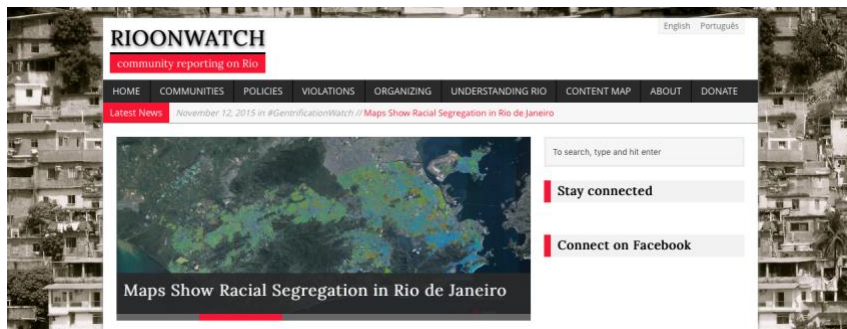 English Português
RIOONWATCH
community reporting on Rio
HOME COMMUNITIES POLICIES VIOLATIONS ORGANIZING UNDERSTANDING RIO CONTENT MAP ABOUT DONATE
Latest News November 12, 2015 in #GentrificationWatch // Maps Show Racial Segregation in Rio de Janeiro
To search, type and hit enter
Stay connected
Connect on Facebook
Maps Show Racial Segregation in Rio de Janeiro